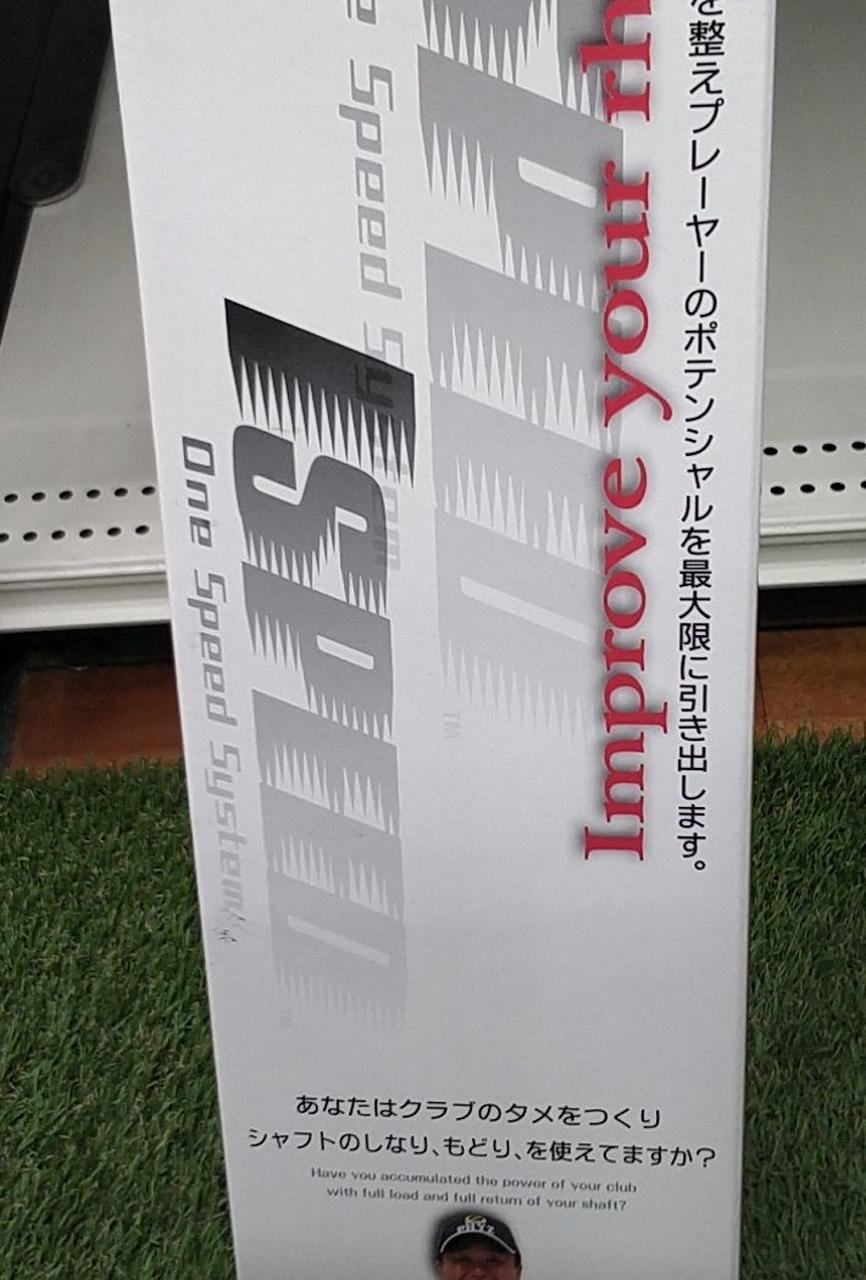 を整えプレーヤーのポテンシャルを最大限に引き出します。
Improve your rh
Speed System
TM
One Speed System
あなたはクラブのタメをつくり
シャフトのしなり、もどり、を使えてますか？
Have you accumulated the power of your club
with full load and full return of your shaft?